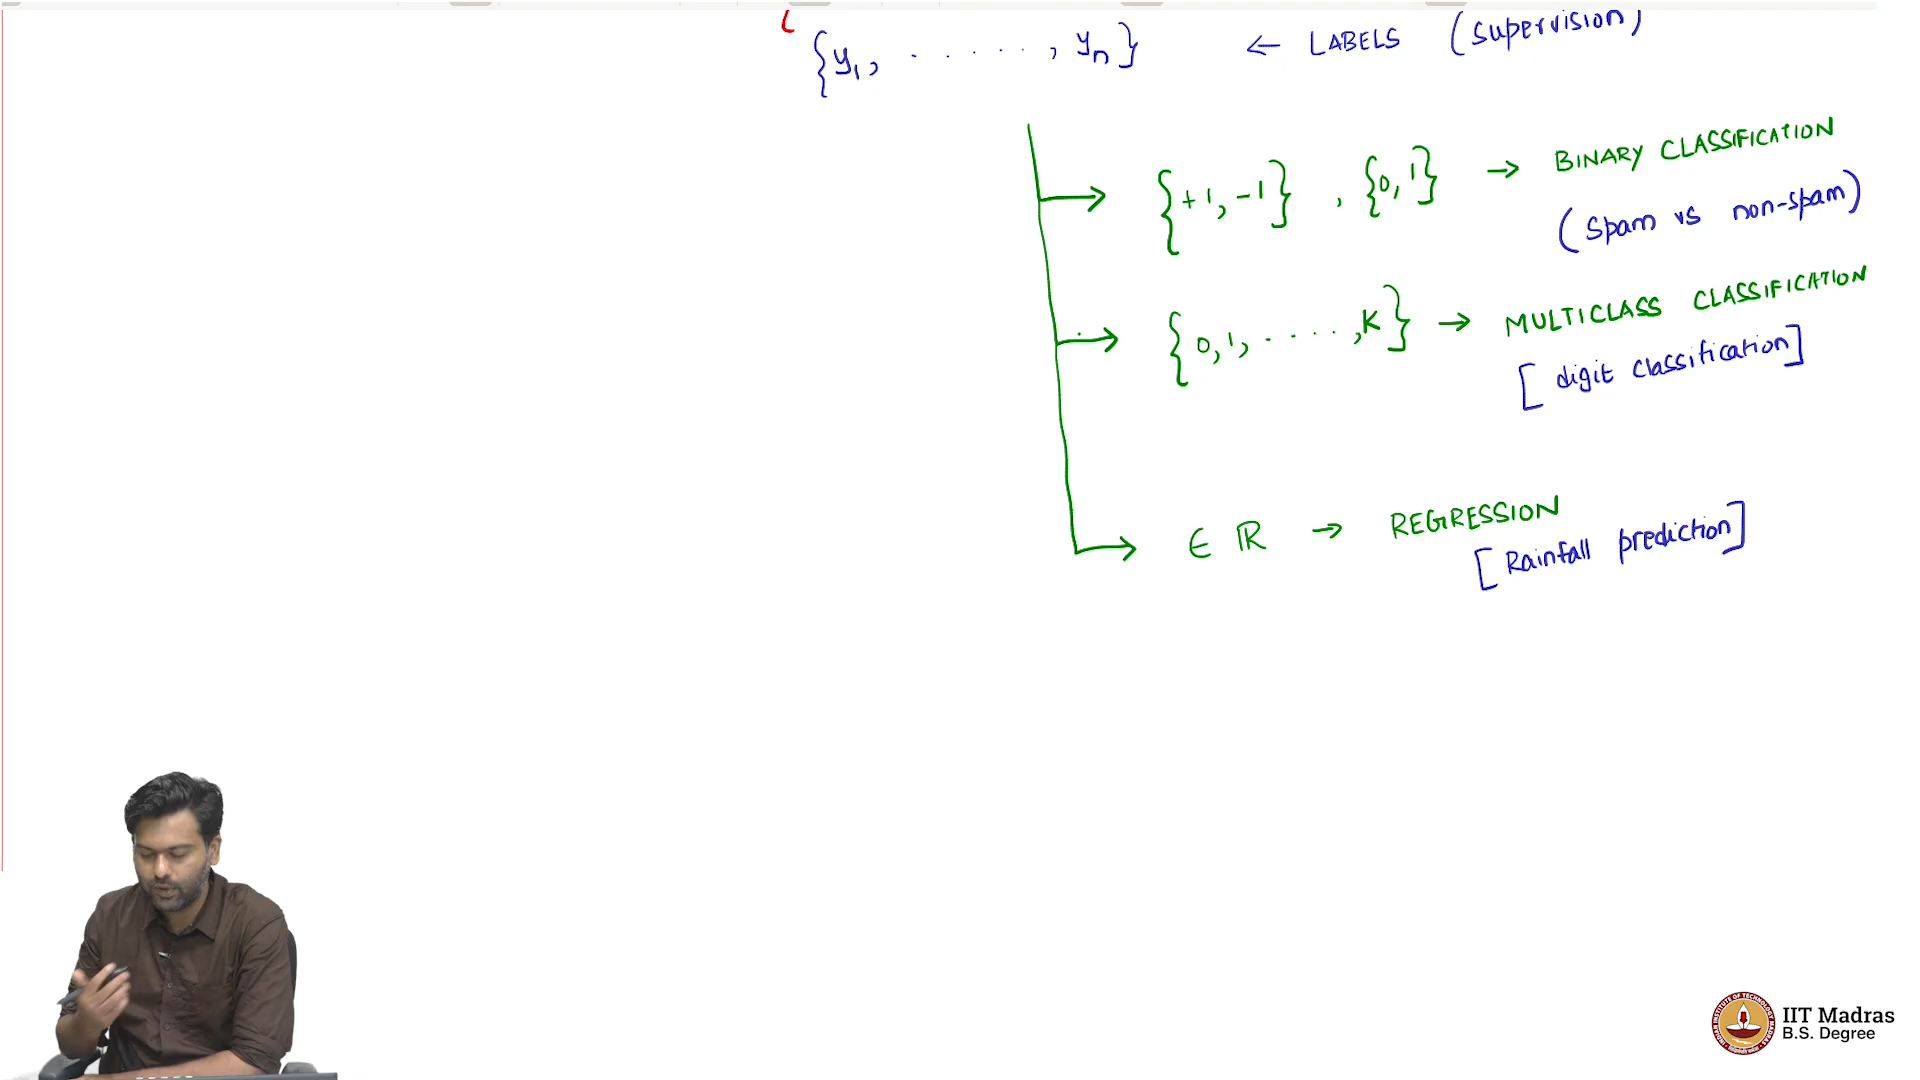 {y₁, . . . . . , yₙ} ← LABELS (supervision)
{+1, -1} , {0, 1} → BINARY CLASSIFICATION
(Spam vs non-spam)
{0, 1, . . . . , K} → MULTICLASS CLASSIFICATION
[digit classification]
∈ ℝ → REGRESSION
[Rainfall prediction]
IIT Madras
B.S. Degree